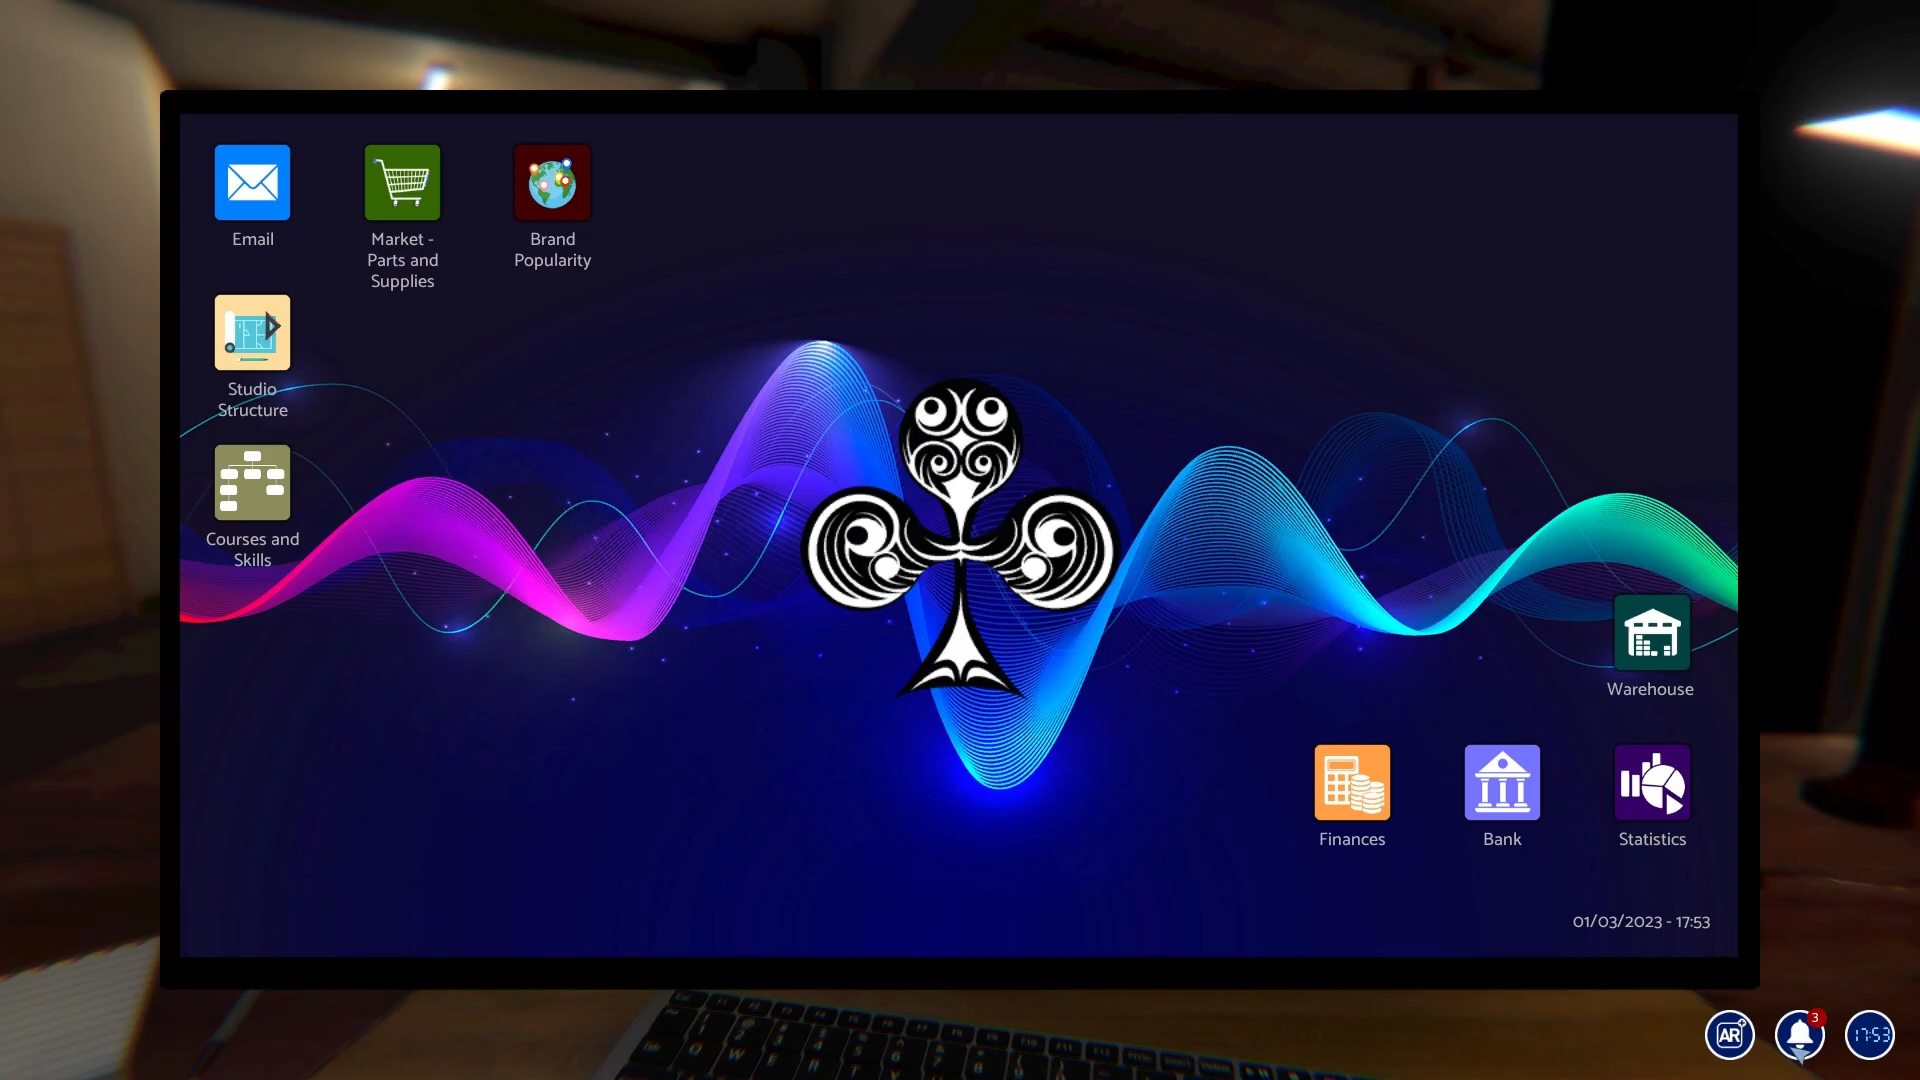 Email
Market -
Parts and
Supplies
Brand
Popularity
Studio
Structure
Courses and
Skills
Warehouse
Finances
Bank
Statistics
01/03/2023 - 17:53
AR
3
17:53